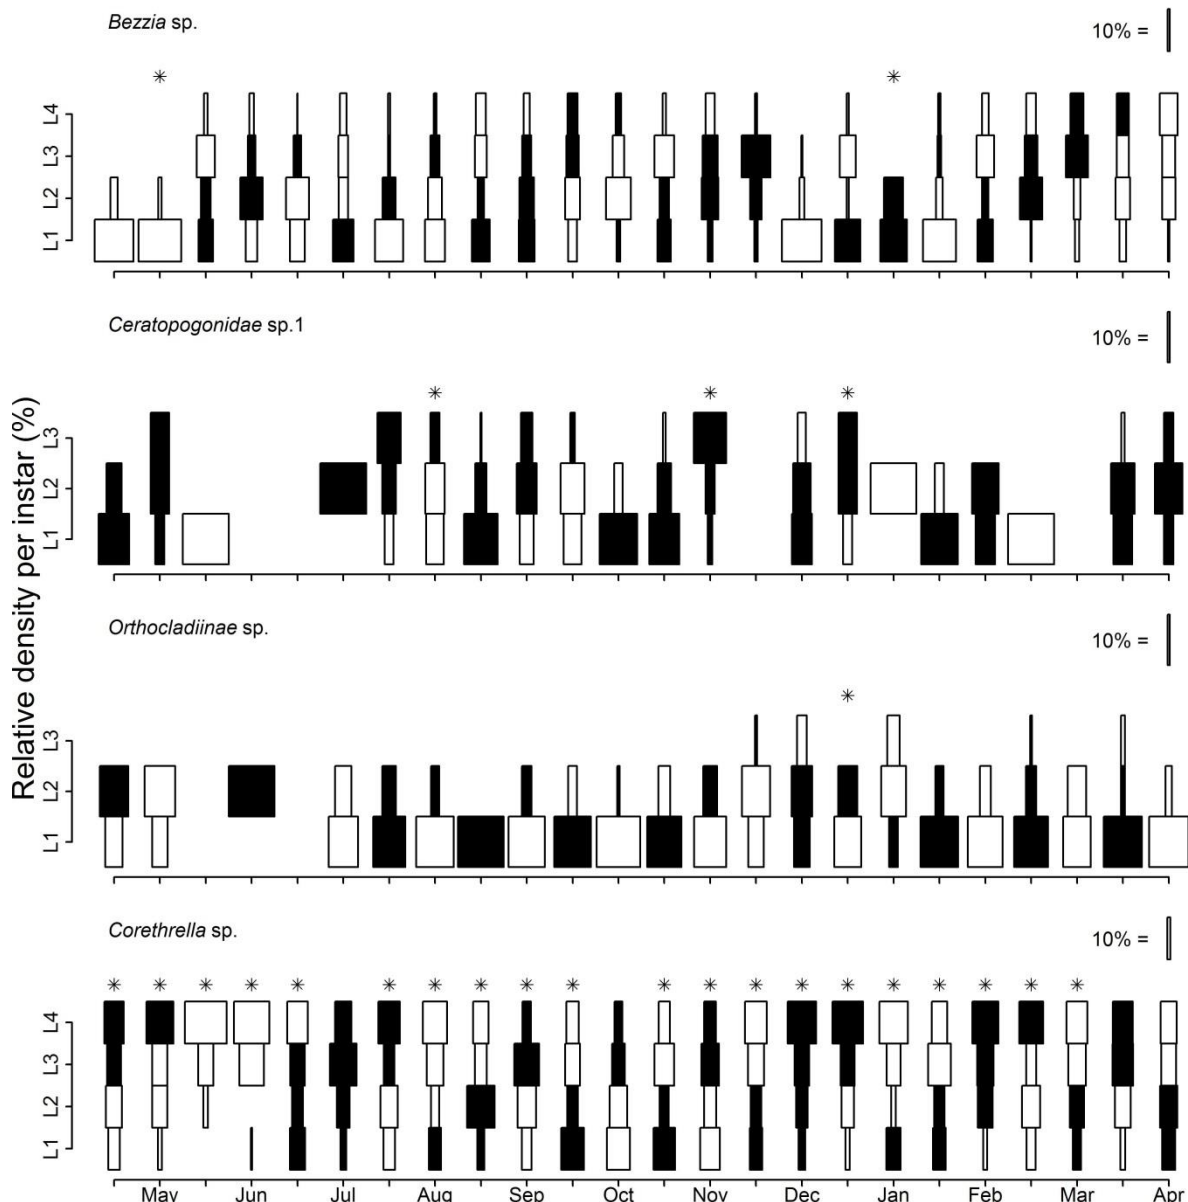 Bezzia sp.
10% =
* *
L4
L3
L2
L1
Ceratopogonidae sp.1
10% =
* * *
L3
L2
L1
Relative density per instar (%)
Orthocladiinae sp.
10% =
*
L3
L2
L1
Corethrella sp.
10% =
* * * * * * * * * * * * * * * * * * *
L4
L3
L2
L1
May Jun Jul Aug Sep Oct Nov Dec Jan Feb Mar Apr